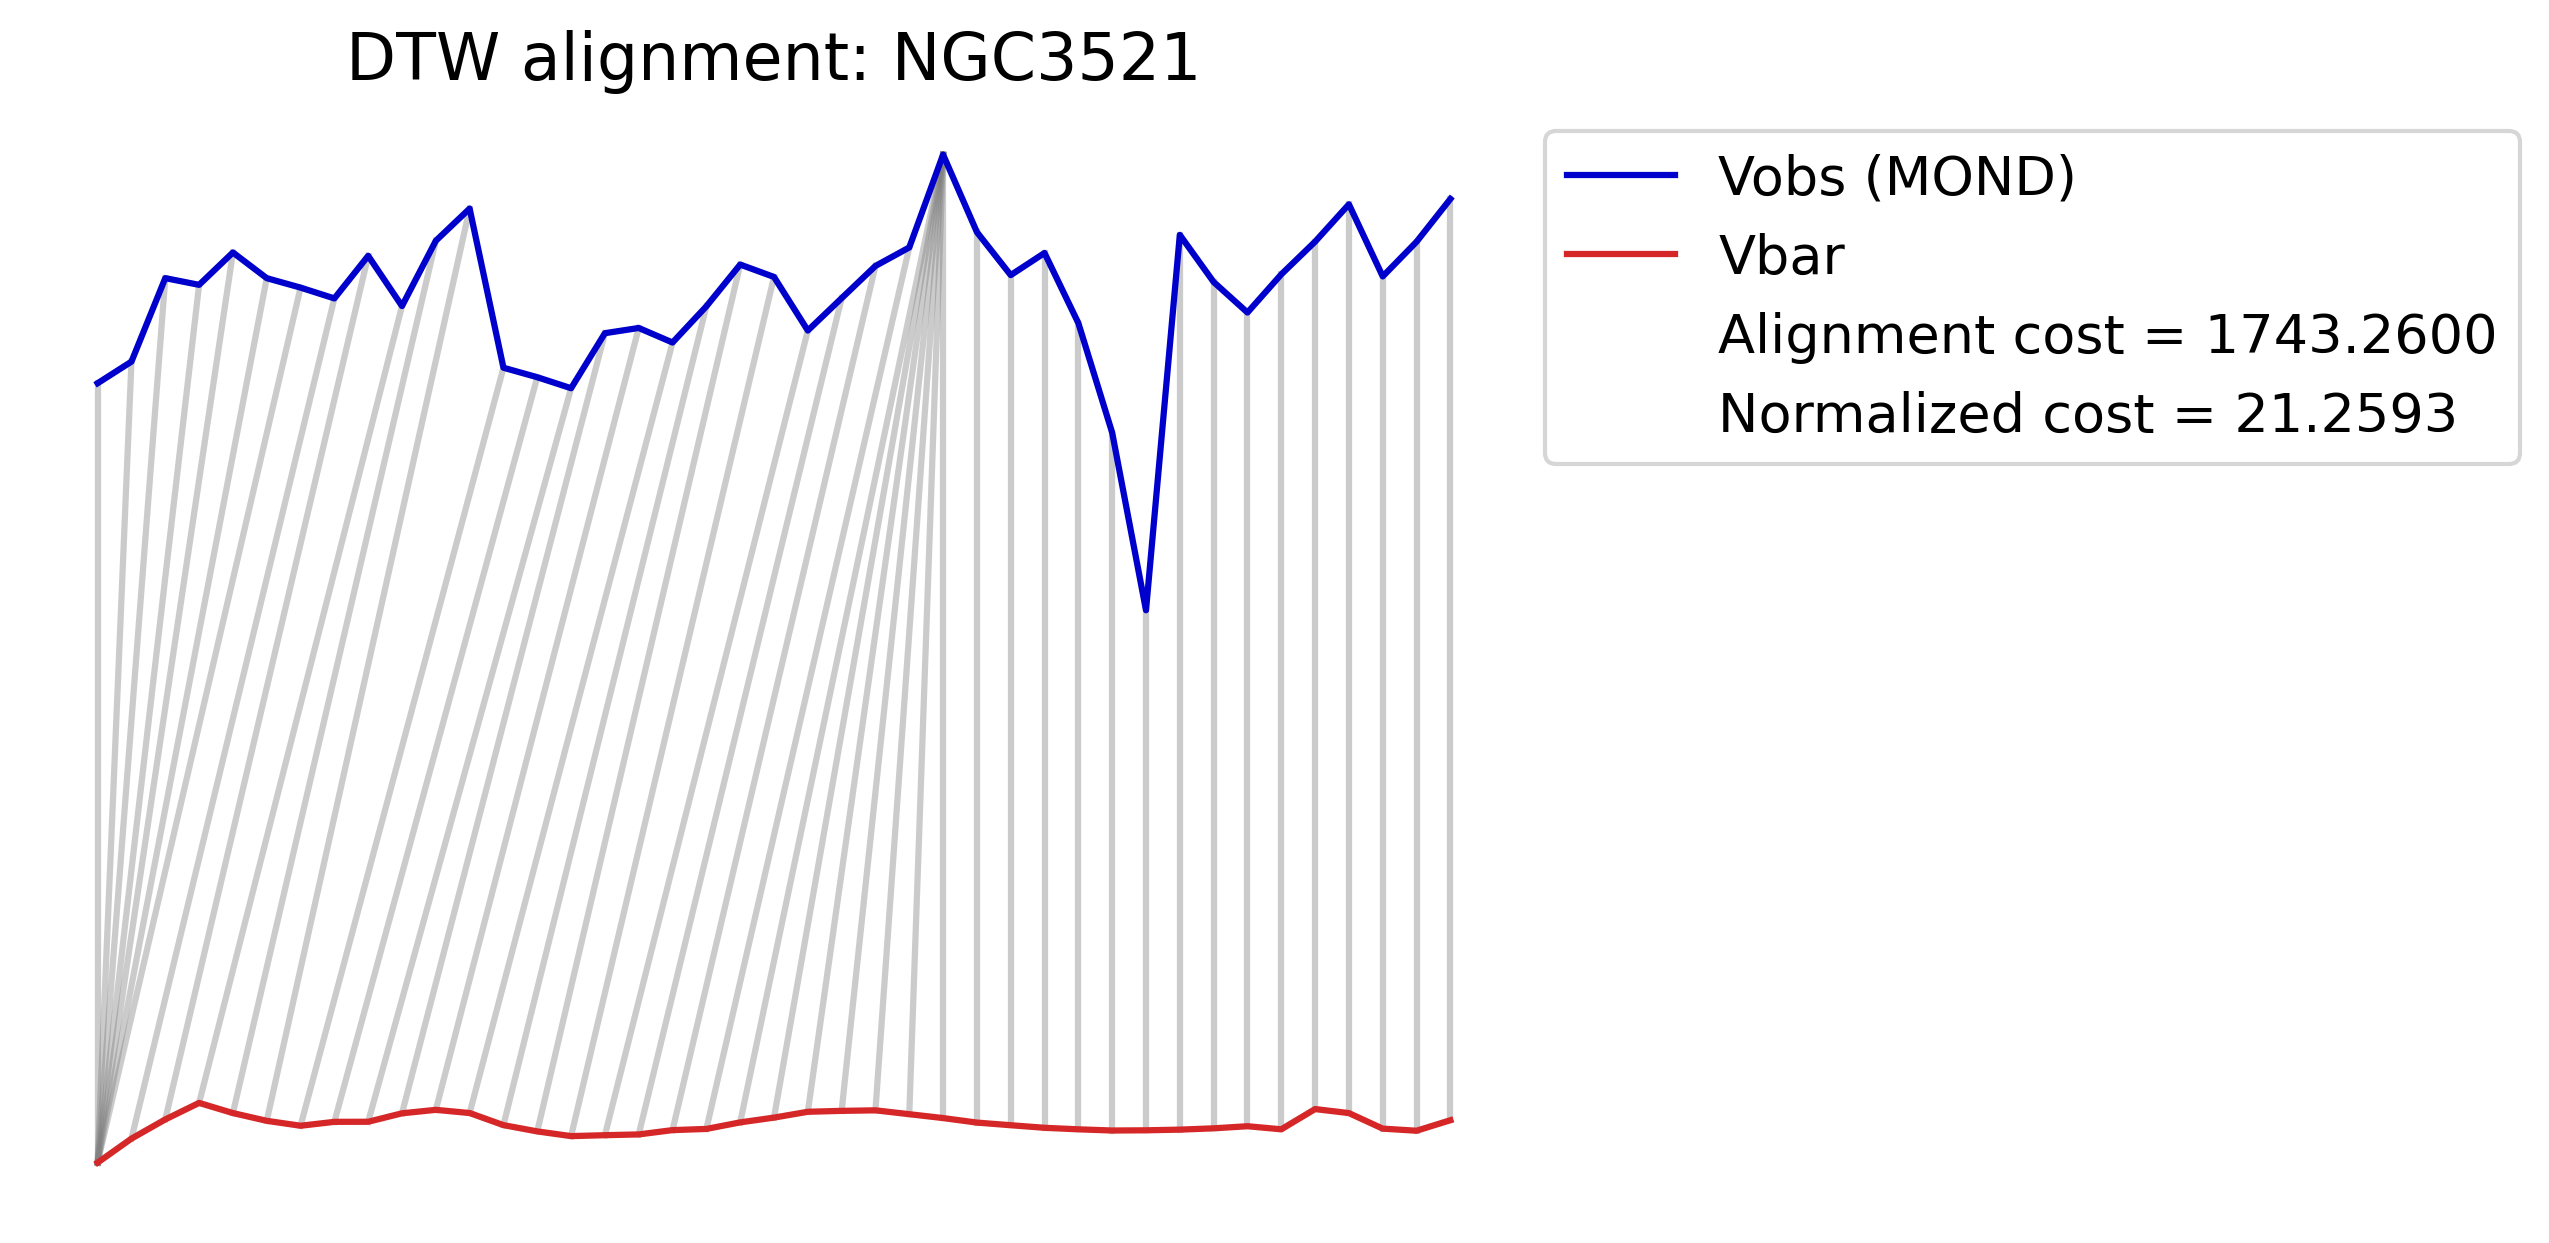 DTW alignment: NGC3521
Vobs (MOND)
Vbar
Alignment cost = 1743.2600
Normalized cost = 21.2593